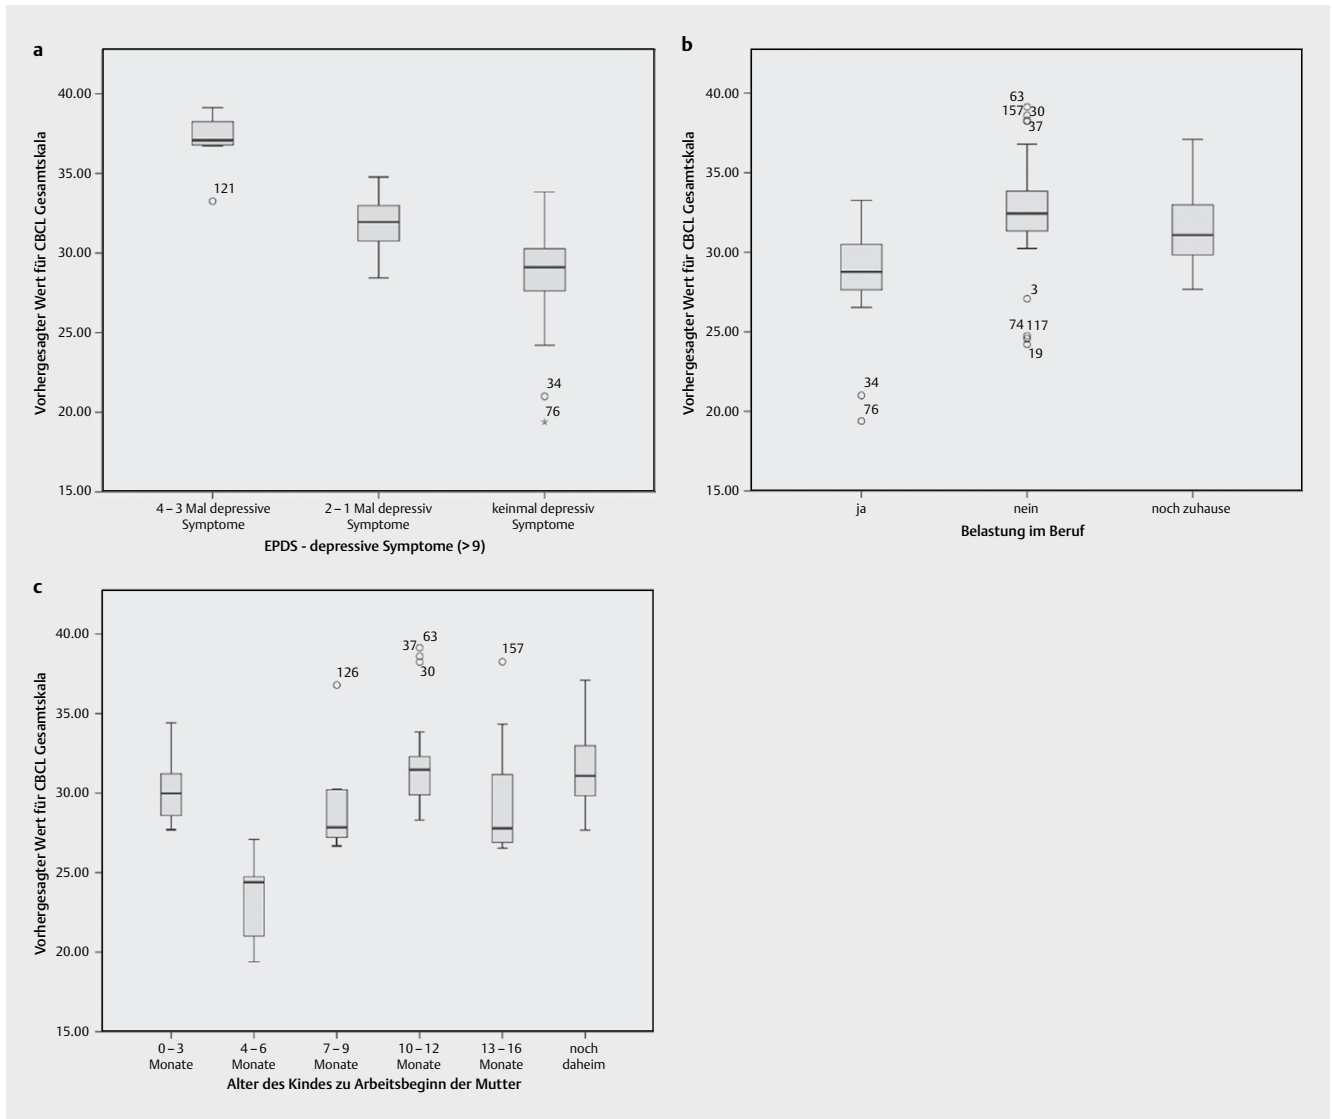 a
Vorhergesagter Wert für CBCL Gesamtskala
40.00
35.00
30.00
25.00
20.00
15.00
121
34
76
4 – 3 Mal depressive
Symptome
2 – 1 Mal depressiv
Symptome
keinmal depressiv
Symptome
EPDS - depressive Symptome (> 9)
b
Vorhergesagter Wert für CBCL Gesamtskala
40.00
35.00
30.00
25.00
20.00
15.00
63
157 30
37
3
74 117
19
34
76
ja
nein
noch zuhause
Belastung im Beruf
c
Vorhergesagter Wert für CBCL Gesamtskala
40.00
35.00
30.00
25.00
20.00
15.00
126
37 63
30
157
0 – 3
Monate
4 – 6
Monate
7 – 9
Monate
10 – 12
Monate
13 – 16
Monate
noch
daheim
Alter des Kindes zu Arbeitsbeginn der Mutter